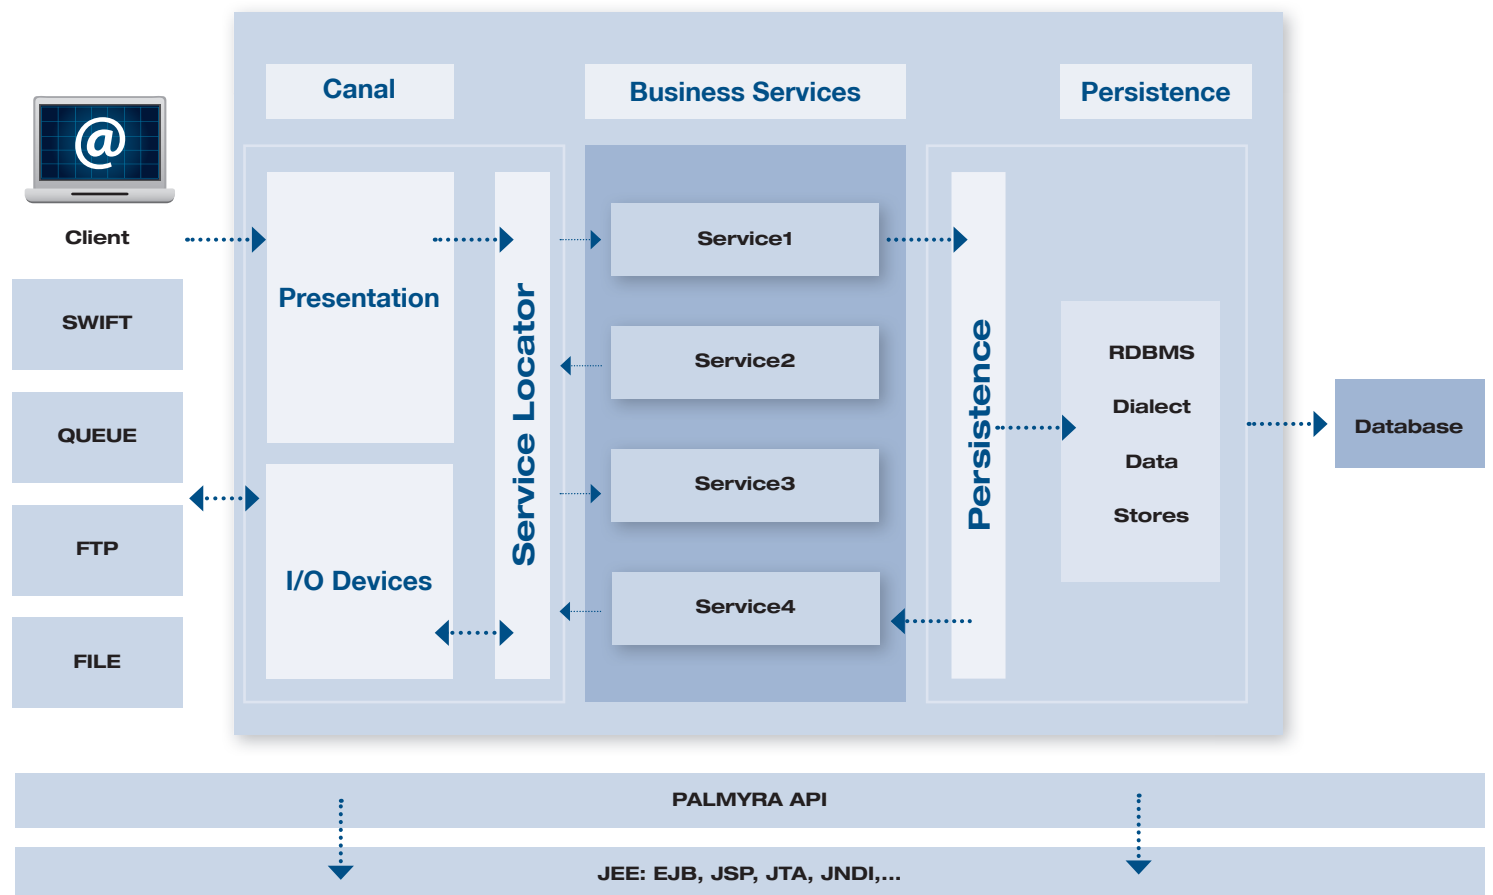 Canal
Business Services
Persistence
@
Client
SWIFT
QUEUE
FTP
FILE
Presentation
I/O Devices
Service Locator
Service1
Service2
Service3
Service4
Persistence
RDBMS
Dialect
Data
Stores
Database
PALMYRA API
JEE: EJB, JSP, JTA, JNDI,...